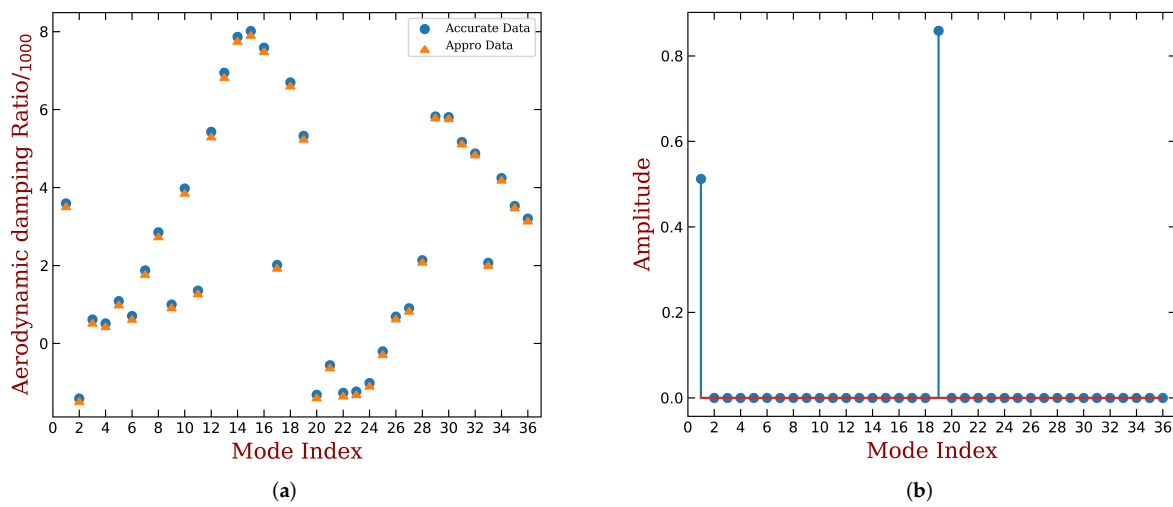 Aerodynamic damping Ratio/1000
8
6
4
2
0
Accurate Data
Appro Data
0 2 4 6 8 10 12 14 16 18 20 22 24 26 28 30 32 34 36
Mode Index
(a)
Amplitude
0.8
0.6
0.4
0.2
0.0
0 2 4 6 8 10 12 14 16 18 20 22 24 26 28 30 32 34 36
Mode Index
(b)